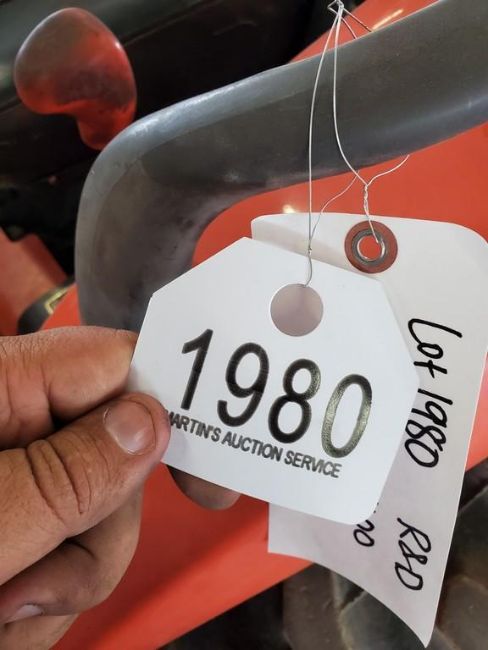 1980
MARTIN'S AUCTION SERVICE
Lot 1980
R&D